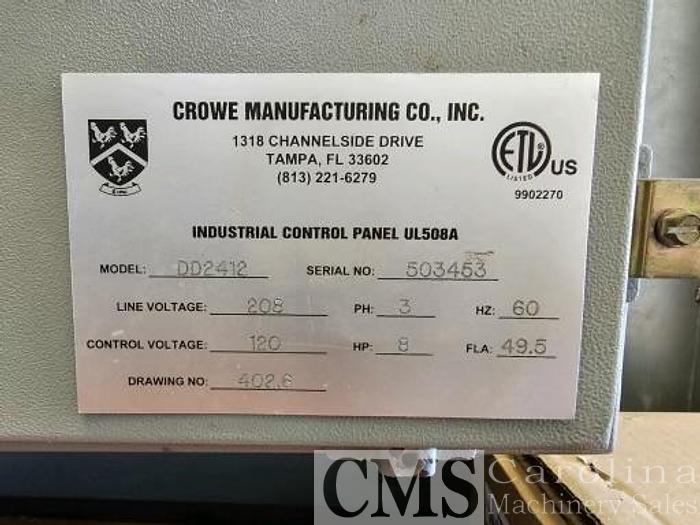 CROWE MANUFACTURING CO., INC.
1318 CHANNELSIDE DRIVE
TAMPA, FL 33602
(813) 221-6279
ETL US
LISTED
9902270
INDUSTRIAL CONTROL PANEL UL508A
MODEL: DD2412 SERIAL NO: 503453
LINE VOLTAGE: 208 PH: 3 HZ: 60
CONTROL VOLTAGE: 120 HP: 8 FLA: 49.5
DRAWING NO: 402.6
CMS Carolina
Machinery Sales